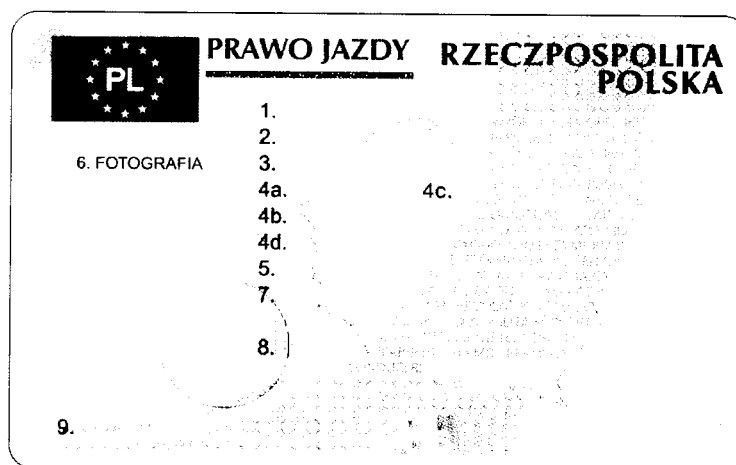 PL
PRAWO JAZDY
RZECZPOSPOLITA
POLSKA
1.
2.
6. FOTOGRAFIA
3.
4a.
4c.
4b.
4d.
5.
7.
8.
9.